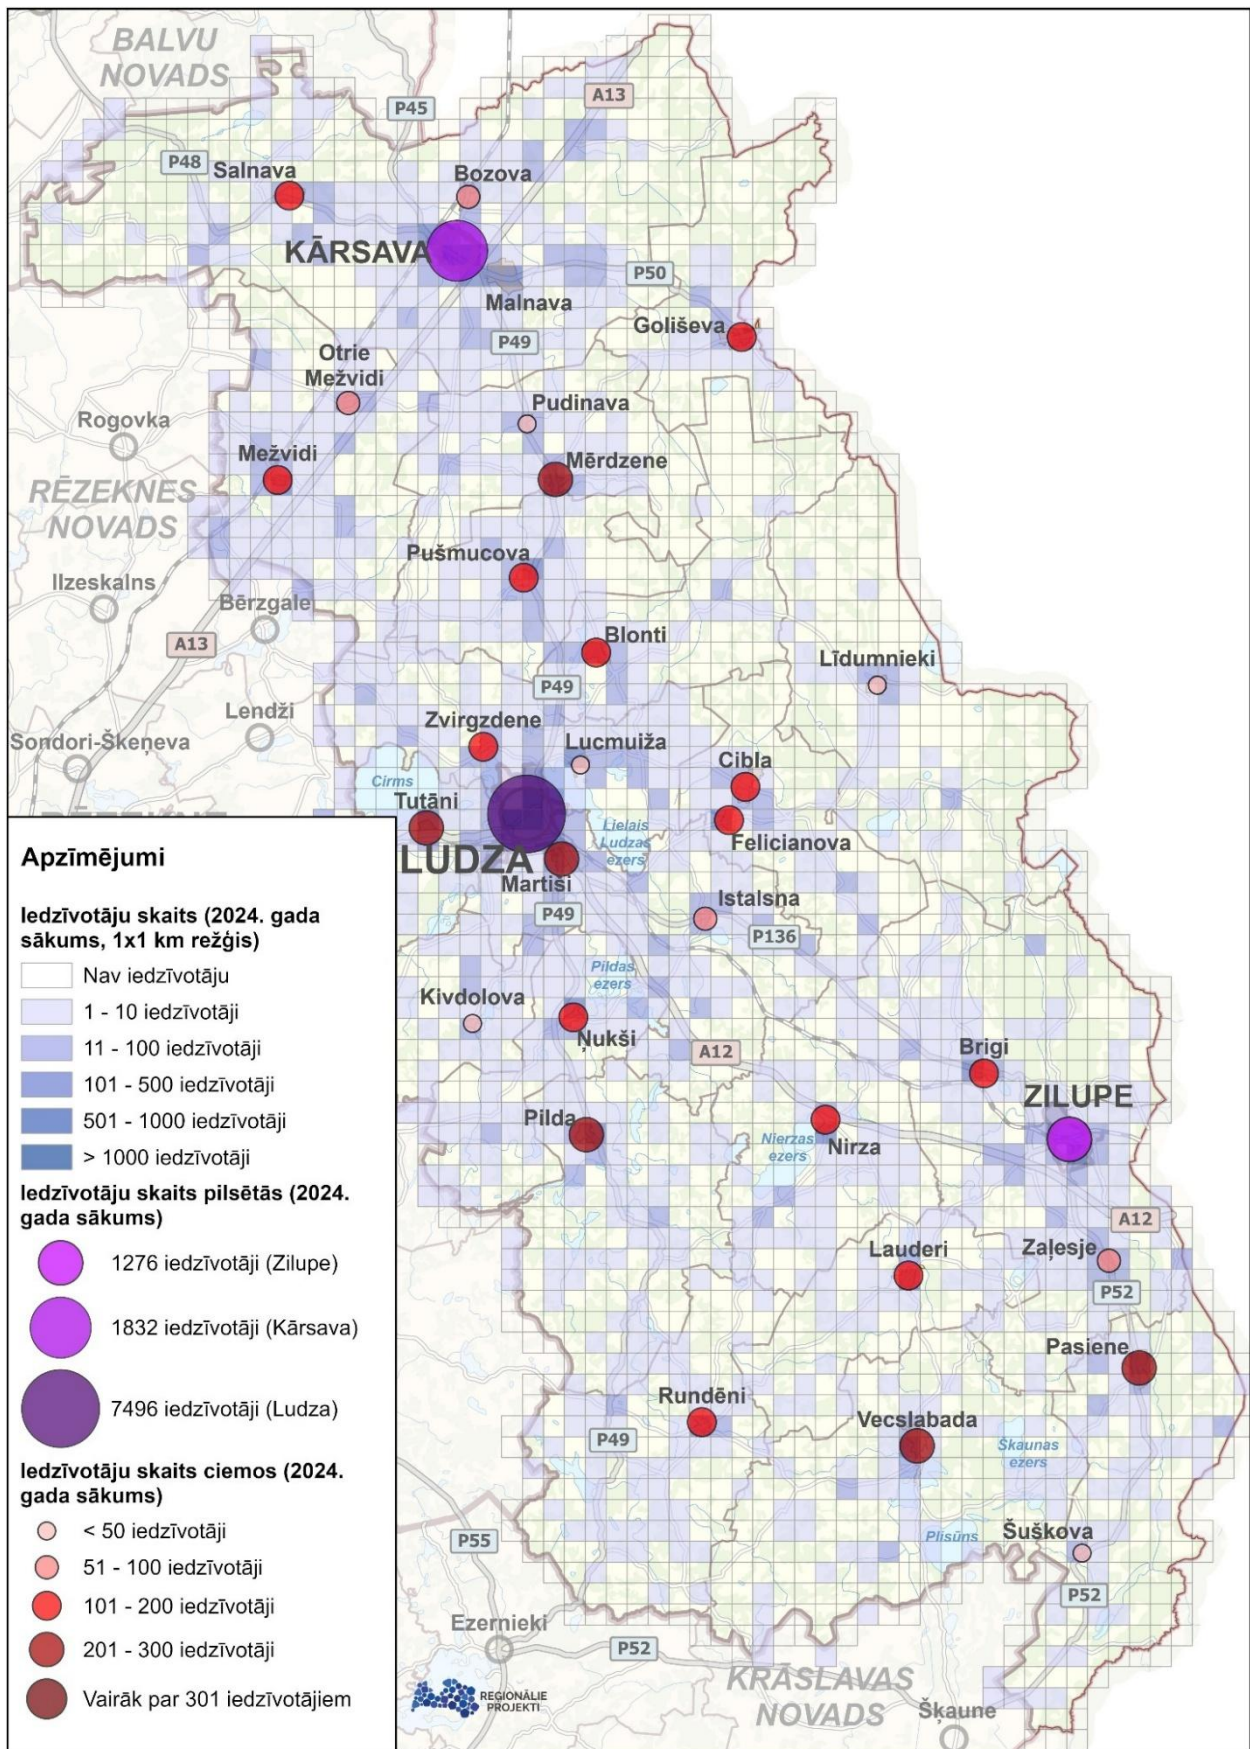 BALVU
NOVADS
P45
A13
P48
Salnava
Bozova
KĀRSAVA
P50
Malnava
Goliševa
P49
Otrie
Mežvidi
Rogovka
Pudinava
Mežvidi
Mērdzene
RĒZEKNES
NOVADS
Pušmucova
Ilzeskalns
Bērzgale
A13
Blonti
Līdumnieki
P49
Lendži
Zvirgzdene
Sondori-Škeņeva
Lucmuiža
Cirms
Cibla
Tutāni
Lielais
Ludzas
ezers
Felicianova
LUDZA
Martiši
Istalsna
P49
P136
Pildas
ezers
Kivdolova
Ņukši
A12
Brigi
ZILUPE
Pilda
Nierzas
ezers
Nirza
A12
Lauderi
Zaļesje
P52
Pasiene
Rundēni
Vecslabada
P49
Skaunas
ezers
Plisūns
Šuškova
P55
P52
Ezernieki
P52
KRĀSLAVAS
NOVADS
Šķaune
REGIONĀLIE
PROJEKTI
Apzīmējumi
Iedzīvotāju skaits (2024. gada
sākums, 1x1 km režģis)
Nav iedzīvotāju
1 - 10 iedzīvotāji
11 - 100 iedzīvotāji
101 - 500 iedzīvotāji
501 - 1000 iedzīvotāji
> 1000 iedzīvotāji
Iedzīvotāju skaits pilsētās (2024.
gada sākums)
1276 iedzīvotāji (Zilupe)
1832 iedzīvotāji (Kārsava)
7496 iedzīvotāji (Ludza)
Iedzīvotāju skaits ciemos (2024.
gada sākums)
< 50 iedzīvotāji
51 - 100 iedzīvotāji
101 - 200 iedzīvotāji
201 - 300 iedzīvotāji
Vairāk par 301 iedzīvotājiem